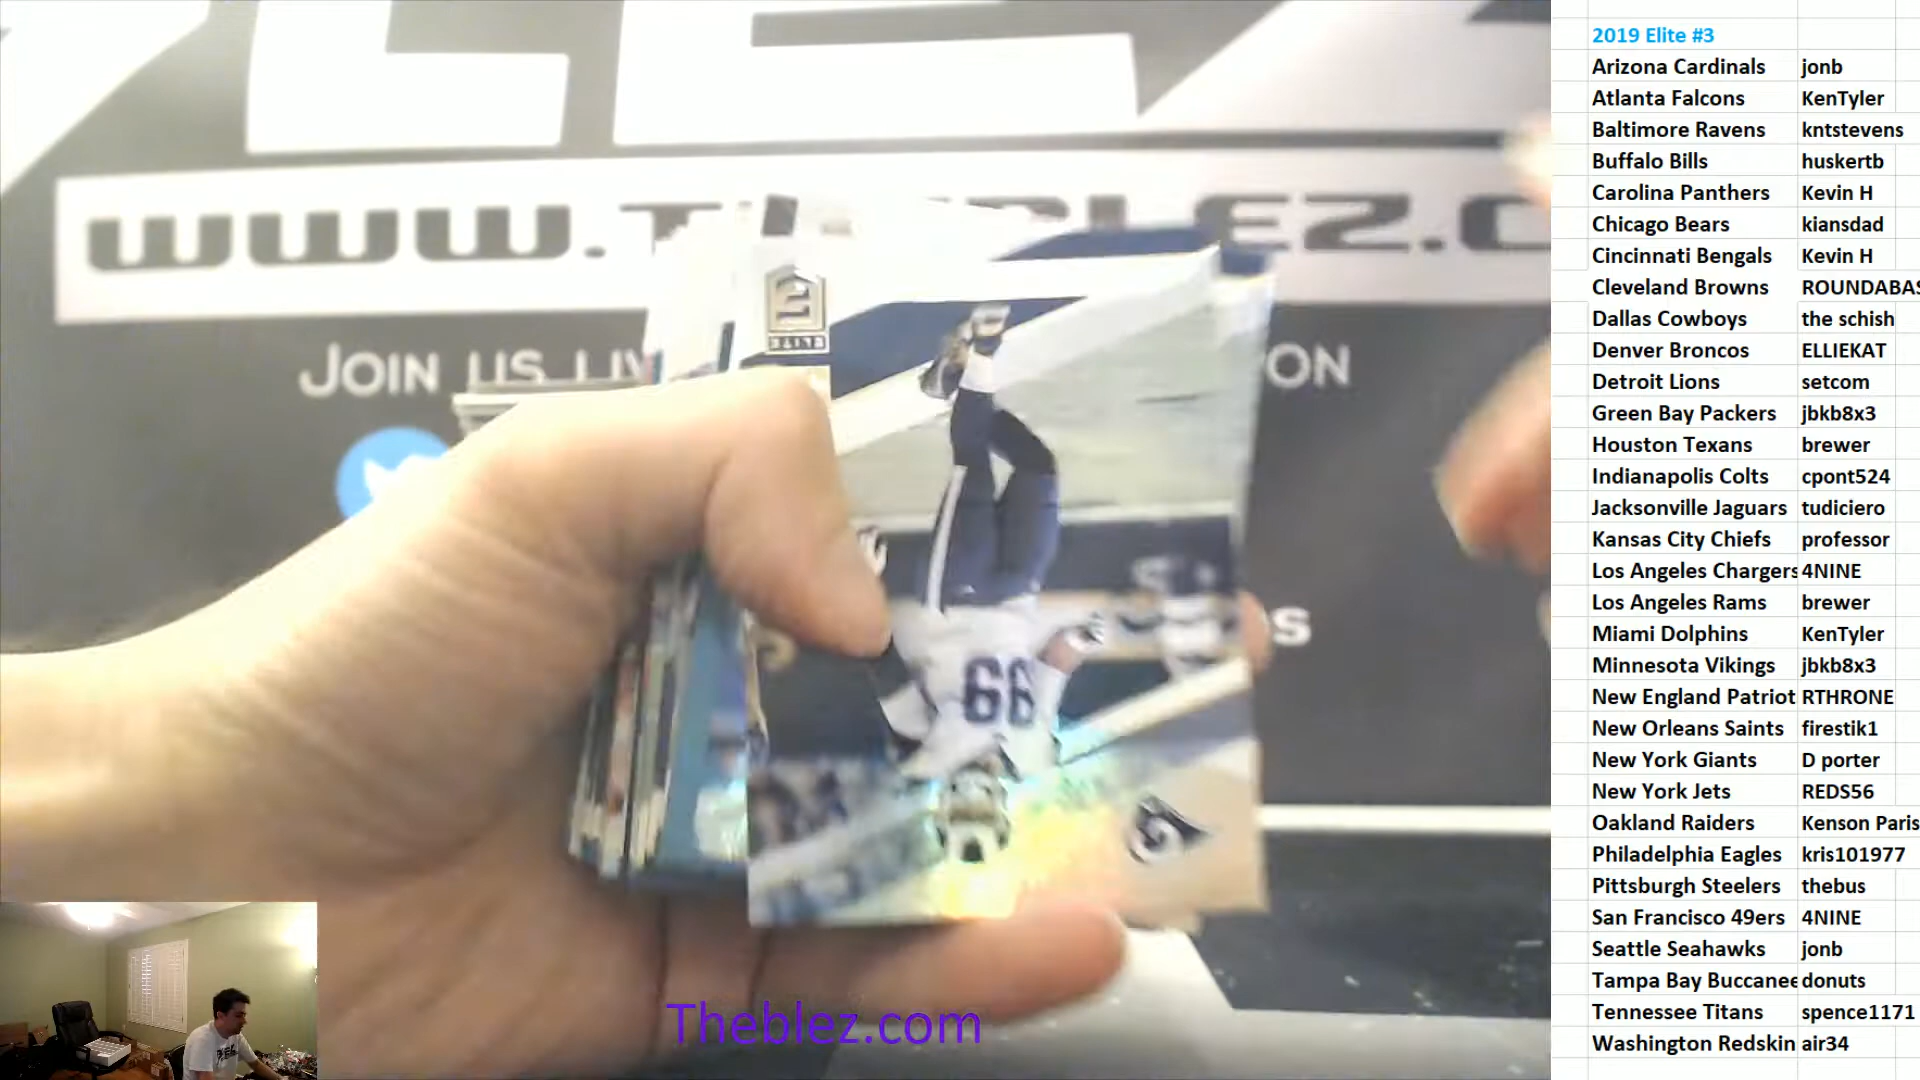 WWW.T BLEZ.C
JOIN US LIV ON
S
ELITE
99
Theblez.com
2019 Elite #3
Arizona Cardinals jonb
Atlanta Falcons KenTyler
Baltimore Ravens kntstevens
Buffalo Bills huskertb
Carolina Panthers Kevin H
Chicago Bears kiansdad
Cincinnati Bengals Kevin H
Cleveland Browns ROUNDABAS
Dallas Cowboys the schish
Denver Broncos ELLIEKAT
Detroit Lions setcom
Green Bay Packers jbkb8x3
Houston Texans brewer
Indianapolis Colts cpont524
Jacksonville Jaguars tudiciero
Kansas City Chiefs professor
Los Angeles Chargers 4NINE
Los Angeles Rams brewer
Miami Dolphins KenTyler
Minnesota Vikings jbkb8x3
New England Patriot RTHRONE
New Orleans Saints firestik1
New York Giants D porter
New York Jets REDS56
Oakland Raiders Kenson Paris
Philadelphia Eagles kris101977
Pittsburgh Steelers thebus
San Francisco 49ers 4NINE
Seattle Seahawks jonb
Tampa Bay Buccanee donuts
Tennessee Titans spence1171
Washington Redskin air34